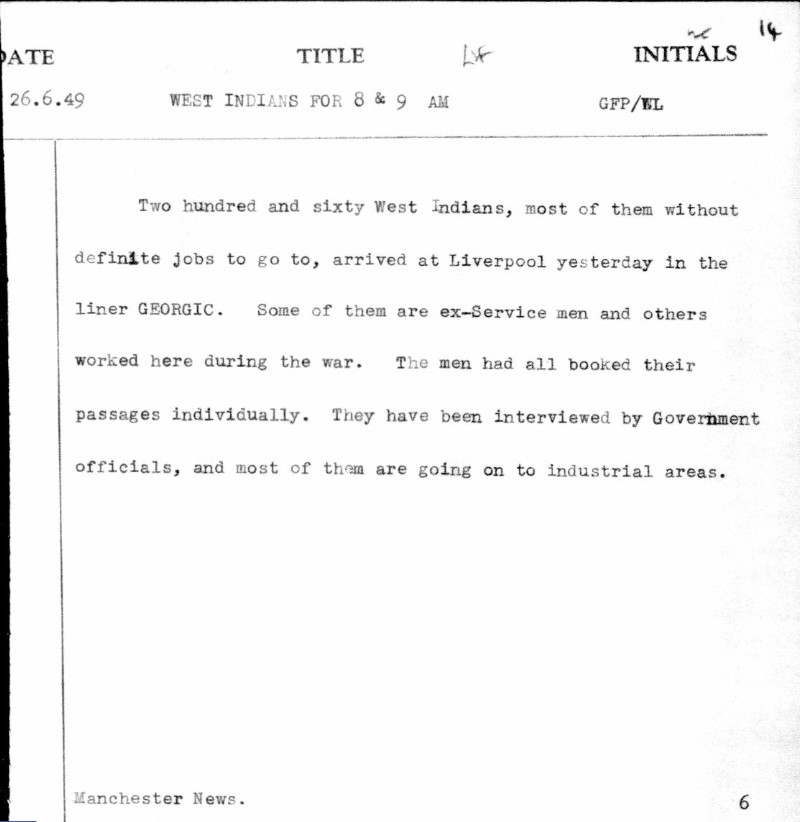 14
DATE TITLE INITIALS
26.6.49 WEST INDIANS FOR 8 & 9 AM GFP/WL
Two hundred and sixty West Indians, most of them without
definite jobs to go to, arrived at Liverpool yesterday in the
liner GEORGIC. Some of them are ex-Service men and others
worked here during the war. The men had all booked their
passages individually. They have been interviewed by Government
officials, and most of them are going on to industrial areas.
Manchester News.
6